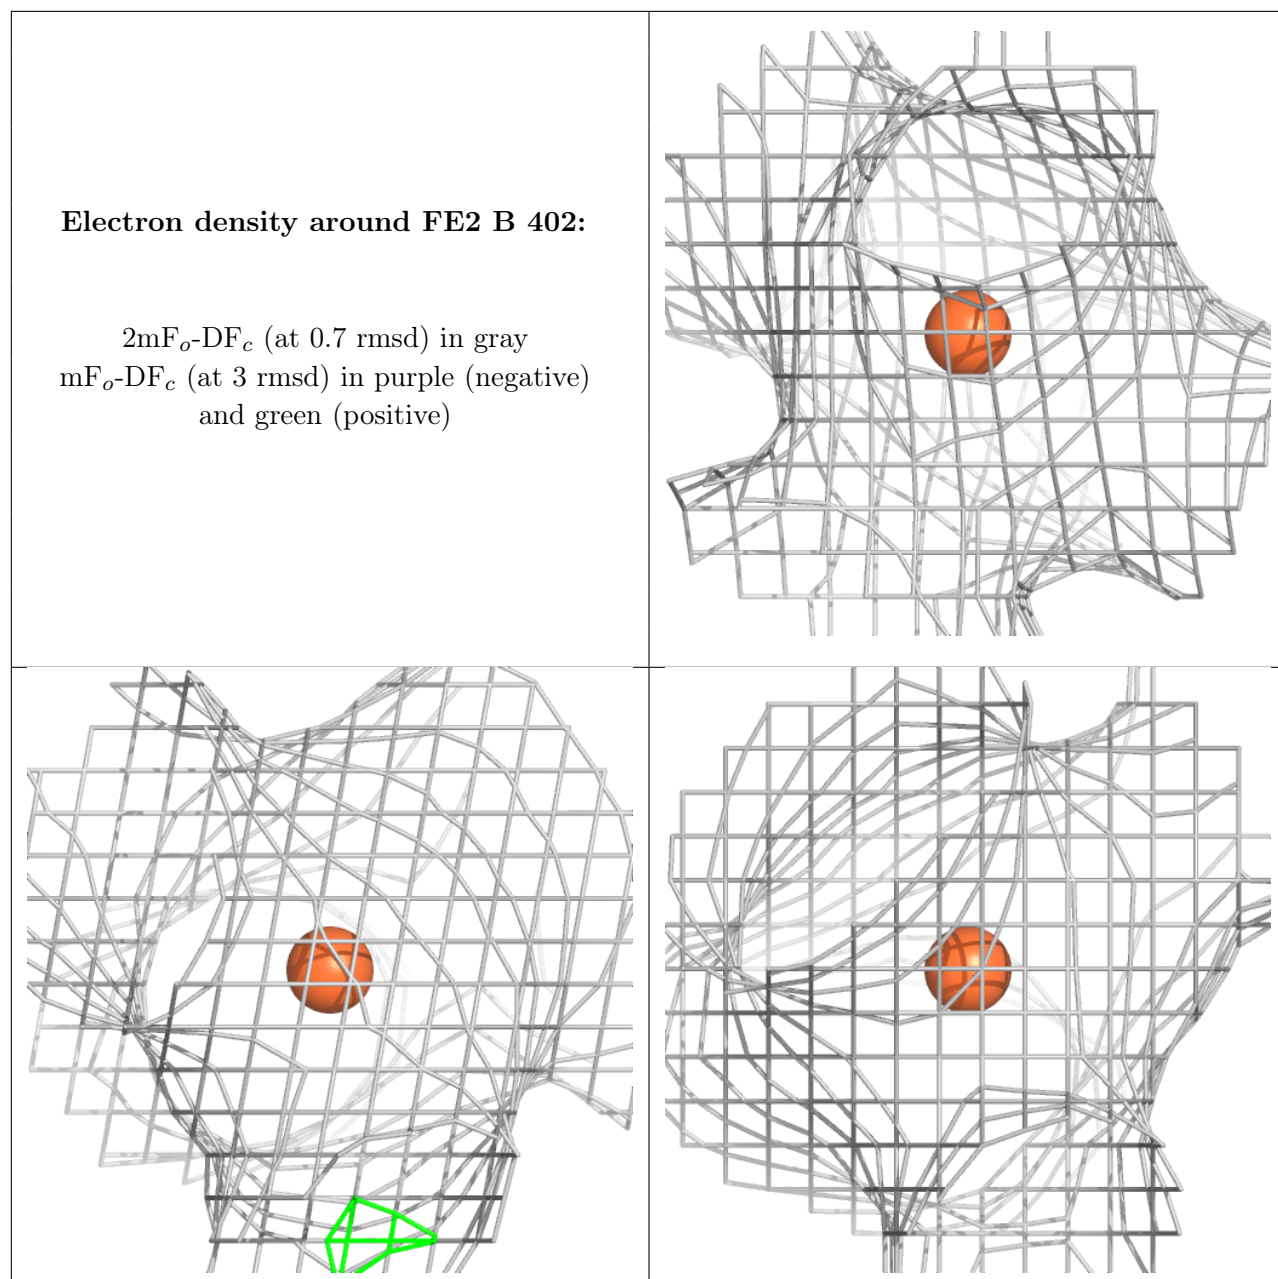 Electron density around FE2 B 402:
2mFo-DFc (at 0.7 rmsd) in gray
mFo-DFc (at 3 rmsd) in purple (negative)
and green (positive)